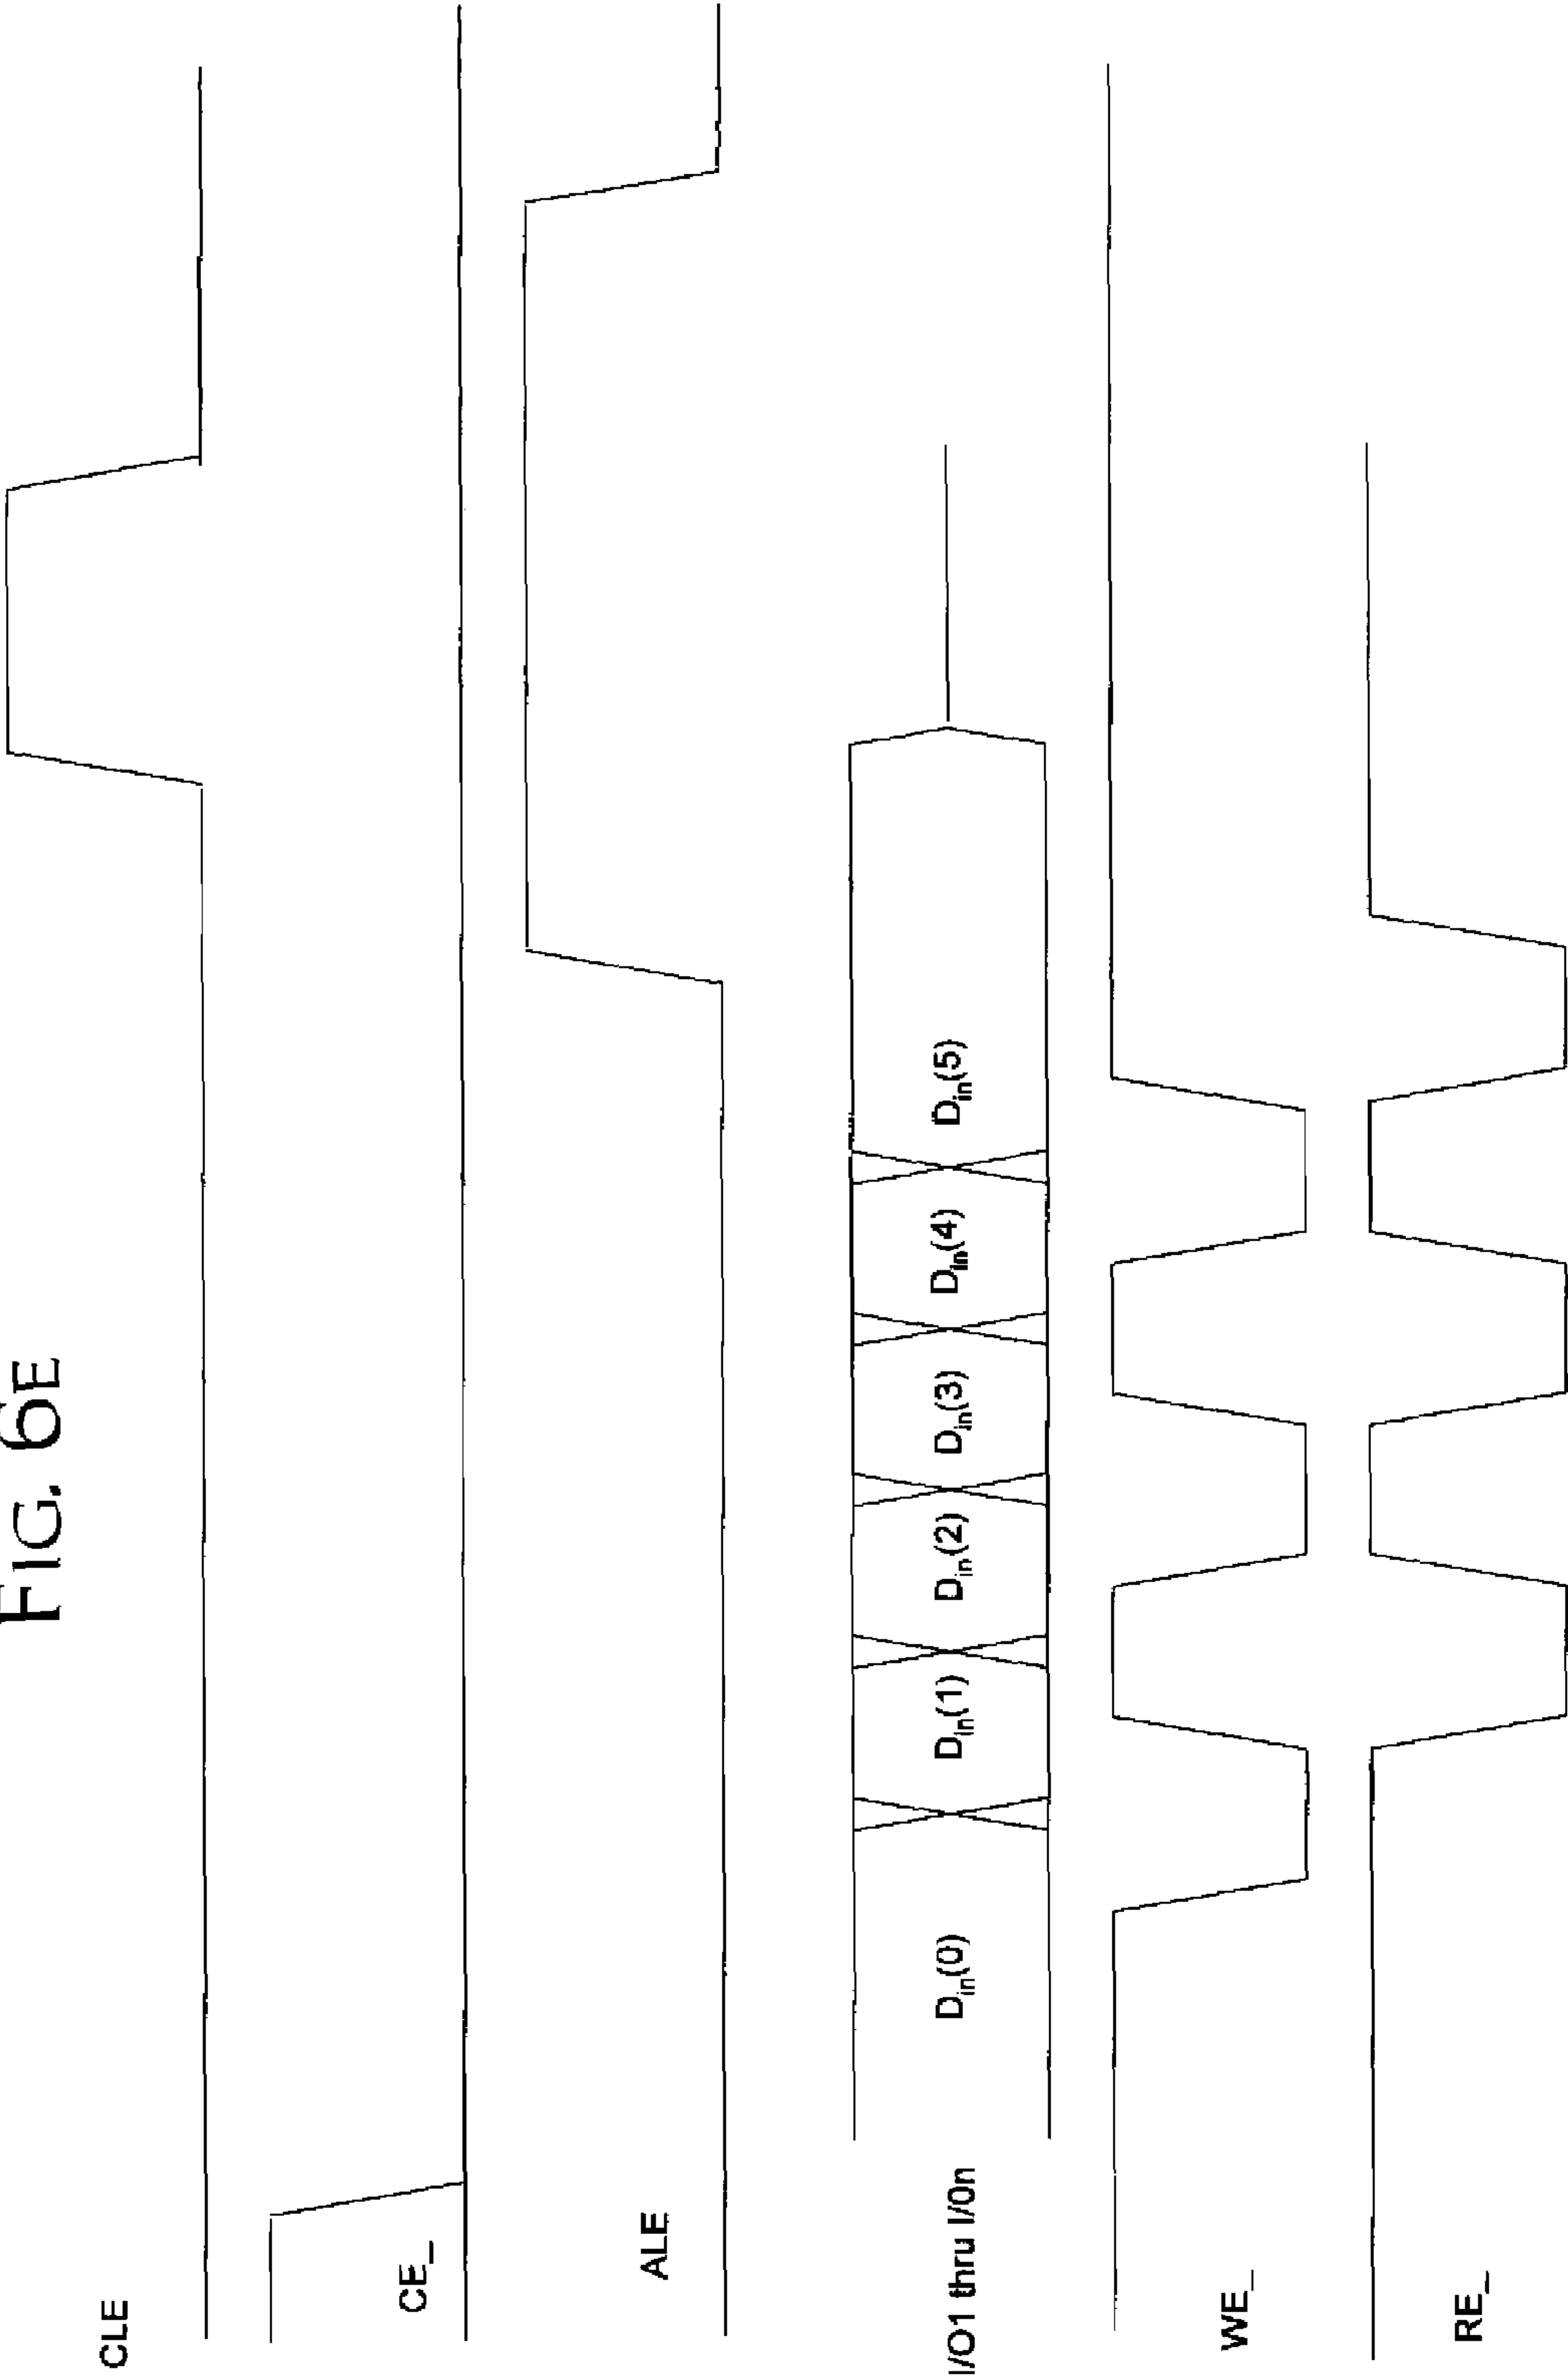 FIG. 6E
CLE
CE_
ALE
I/O1 thru I/0n
Din(0) Din(1) Din(2) Din(3) Din(4) Din(5)
WE_
RE_